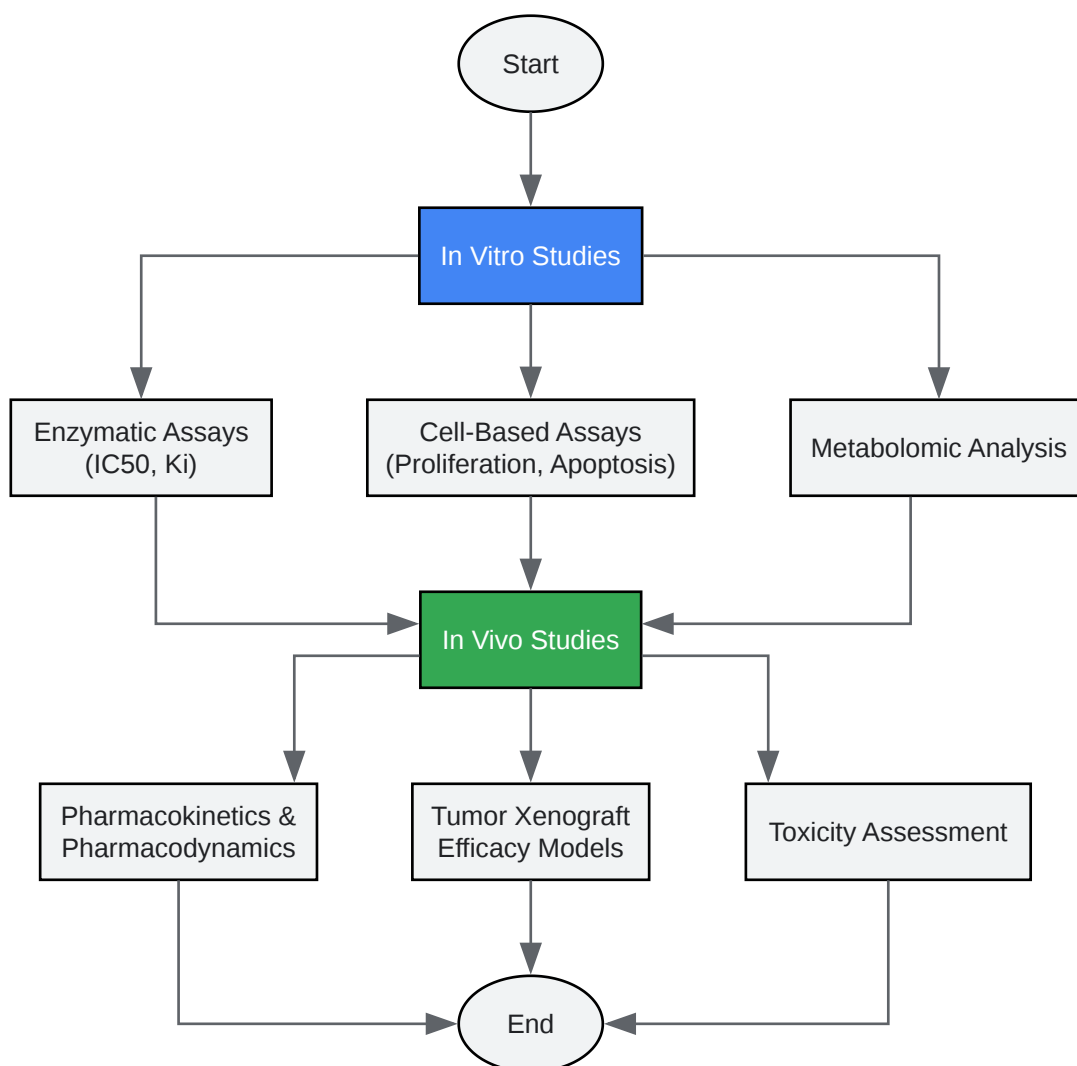 Start
In Vitro Studies
Enzymatic Assays
(IC50, Ki)
Cell-Based Assays
(Proliferation, Apoptosis)
Metabolomic Analysis
In Vivo Studies
Pharmacokinetics &
Pharmacodynamics
Tumor Xenograft
Efficacy Models
Toxicity Assessment
End